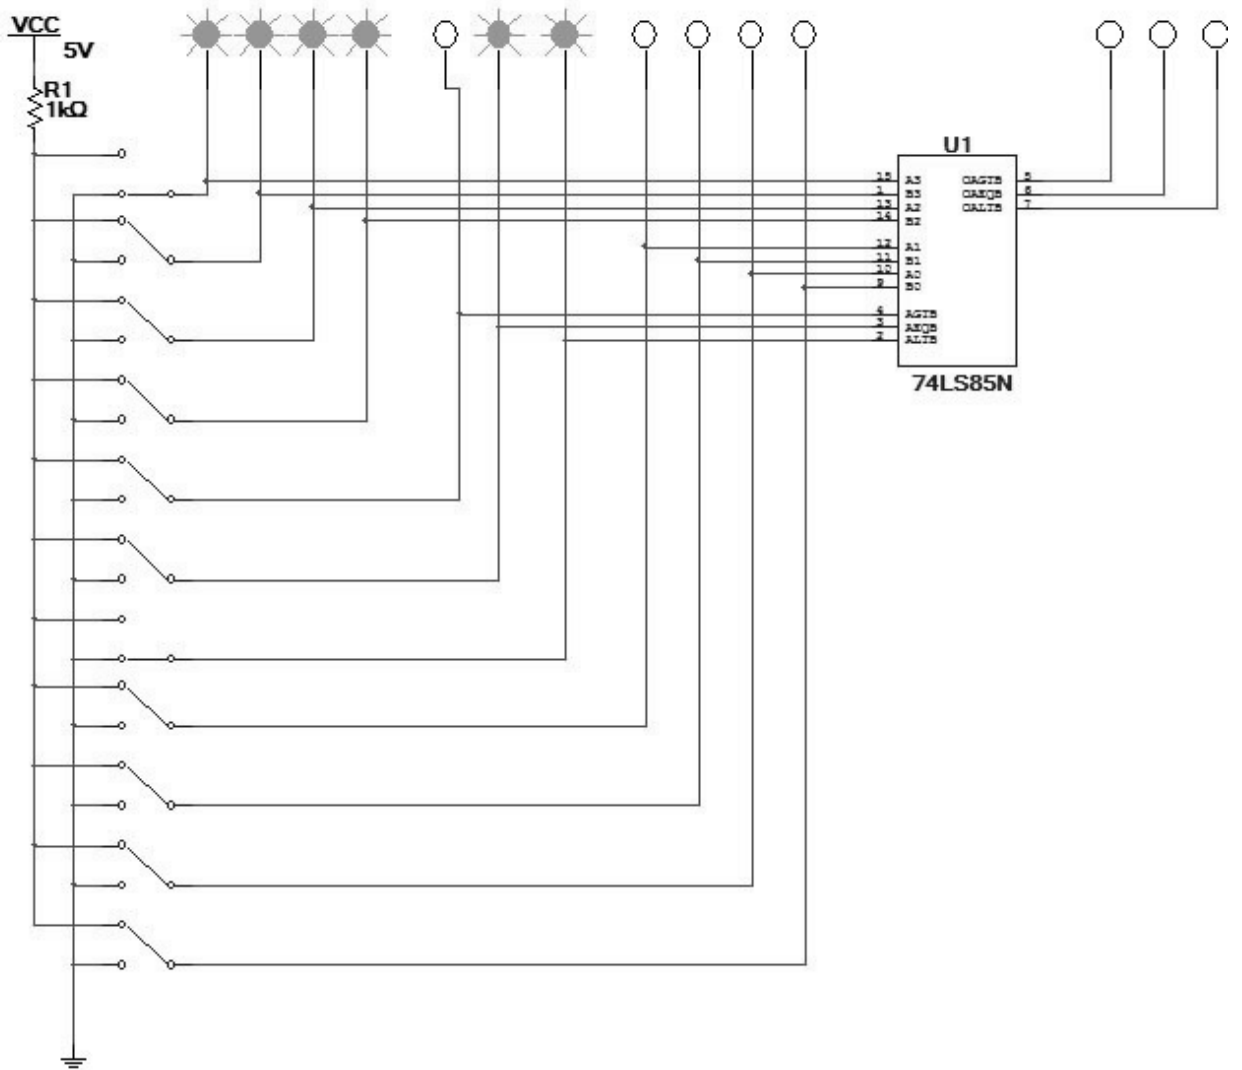 VCC
5V
R1
1kΩ
U1
15 A3 OAGTB 5
1 B3 OAEQB 6
13 A2 OALTB 7
14 B2
12 A1
11 B1
10 A0
9 B0
4 AGTB
3 AEQB
2 ALTB
74LS85N